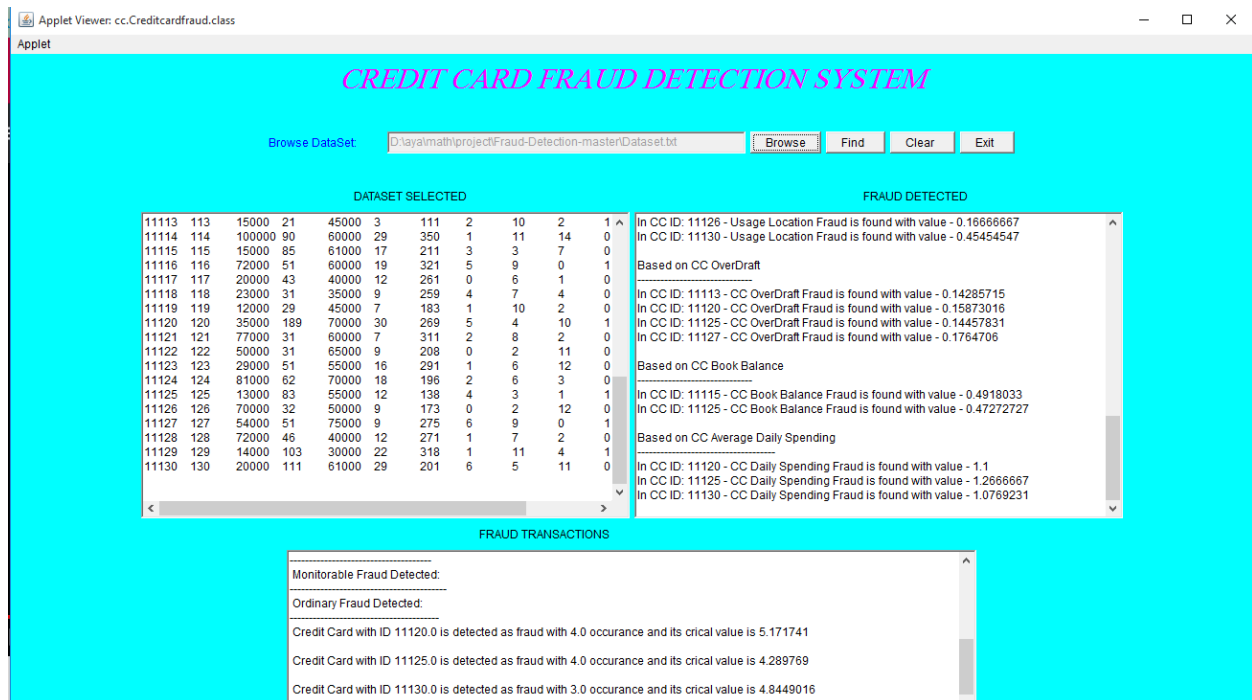 Applet Viewer: cc.Creditcardfraud.class
Applet
CREDIT CARD FRAUD DETECTION SYSTEM
Browse DataSet: D:\aya\math\project\Fraud-Detection-master\Dataset.txt Browse Find Clear Exit
DATASET SELECTED
11113 113 15000 21 45000 3 111 2 10 2 1
11114 114 100000 90 60000 29 350 1 11 14 0
11115 115 15000 85 61000 17 211 3 3 7 0
11116 116 72000 51 60000 19 321 5 9 0 1
11117 117 20000 43 40000 12 261 0 6 1 0
11118 118 23000 31 35000 9 259 4 7 4 0
11119 119 12000 29 45000 7 183 1 10 2 0
11120 120 35000 189 70000 30 269 5 4 10 1
11121 121 77000 31 60000 7 311 2 8 2 0
11122 122 50000 31 65000 9 208 0 2 11 0
11123 123 29000 51 55000 16 291 1 6 12 0
11124 124 81000 62 70000 18 196 2 6 3 0
11125 125 13000 83 55000 12 138 4 3 1 1
11126 126 70000 32 50000 9 173 0 2 12 0
11127 127 54000 51 75000 9 275 6 9 0 1
11128 128 72000 46 40000 12 271 1 7 2 0
11129 129 14000 103 30000 22 318 1 11 4 1
11130 130 20000 111 61000 29 201 6 5 11 0
FRAUD DETECTED
In CC ID: 11126 - Usage Location Fraud is found with value - 0.16666667
In CC ID: 11130 - Usage Location Fraud is found with value - 0.45454547
Based on CC OverDraft
------------------------------
In CC ID: 11113 - CC OverDraft Fraud is found with value - 0.14285715
In CC ID: 11120 - CC OverDraft Fraud is found with value - 0.15873016
In CC ID: 11125 - CC OverDraft Fraud is found with value - 0.14457831
In CC ID: 11127 - CC OverDraft Fraud is found with value - 0.1764706
Based on CC Book Balance
------------------------------
In CC ID: 11115 - CC Book Balance Fraud is found with value - 0.4918033
In CC ID: 11125 - CC Book Balance Fraud is found with value - 0.47272727
Based on CC Average Daily Spending
------------------------------------
In CC ID: 11120 - CC Daily Spending Fraud is found with value - 1.1
In CC ID: 11125 - CC Daily Spending Fraud is found with value - 1.2666667
In CC ID: 11130 - CC Daily Spending Fraud is found with value - 1.0769231
FRAUD TRANSACTIONS
-------------------------------------
Monitorable Fraud Detected:
-----------------------------------------
Ordinary Fraud Detected:
---------------------------------------
Credit Card with ID 11120.0 is detected as fraud with 4.0 occurance and its crical value is 5.171741
Credit Card with ID 11125.0 is detected as fraud with 4.0 occurance and its crical value is 4.289769
Credit Card with ID 11130.0 is detected as fraud with 3.0 occurance and its crical value is 4.8449016